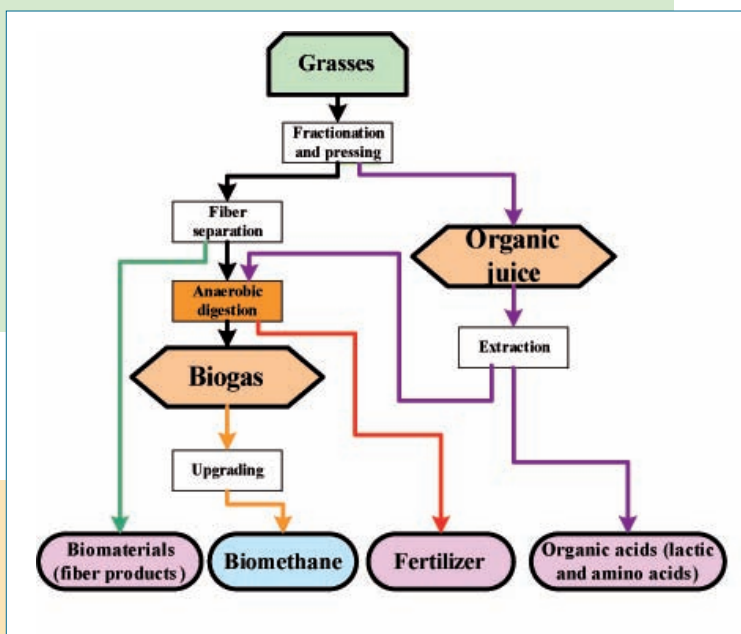 Grasses
Fractionation
and pressing
Fiber
separation
Organic
juice
Anaerobic
digestion
Extraction
Biogas
Upgrading
Biomaterials
(fiber products)
Biomethane
Fertilizer
Organic acids (lactic
and amino acids)